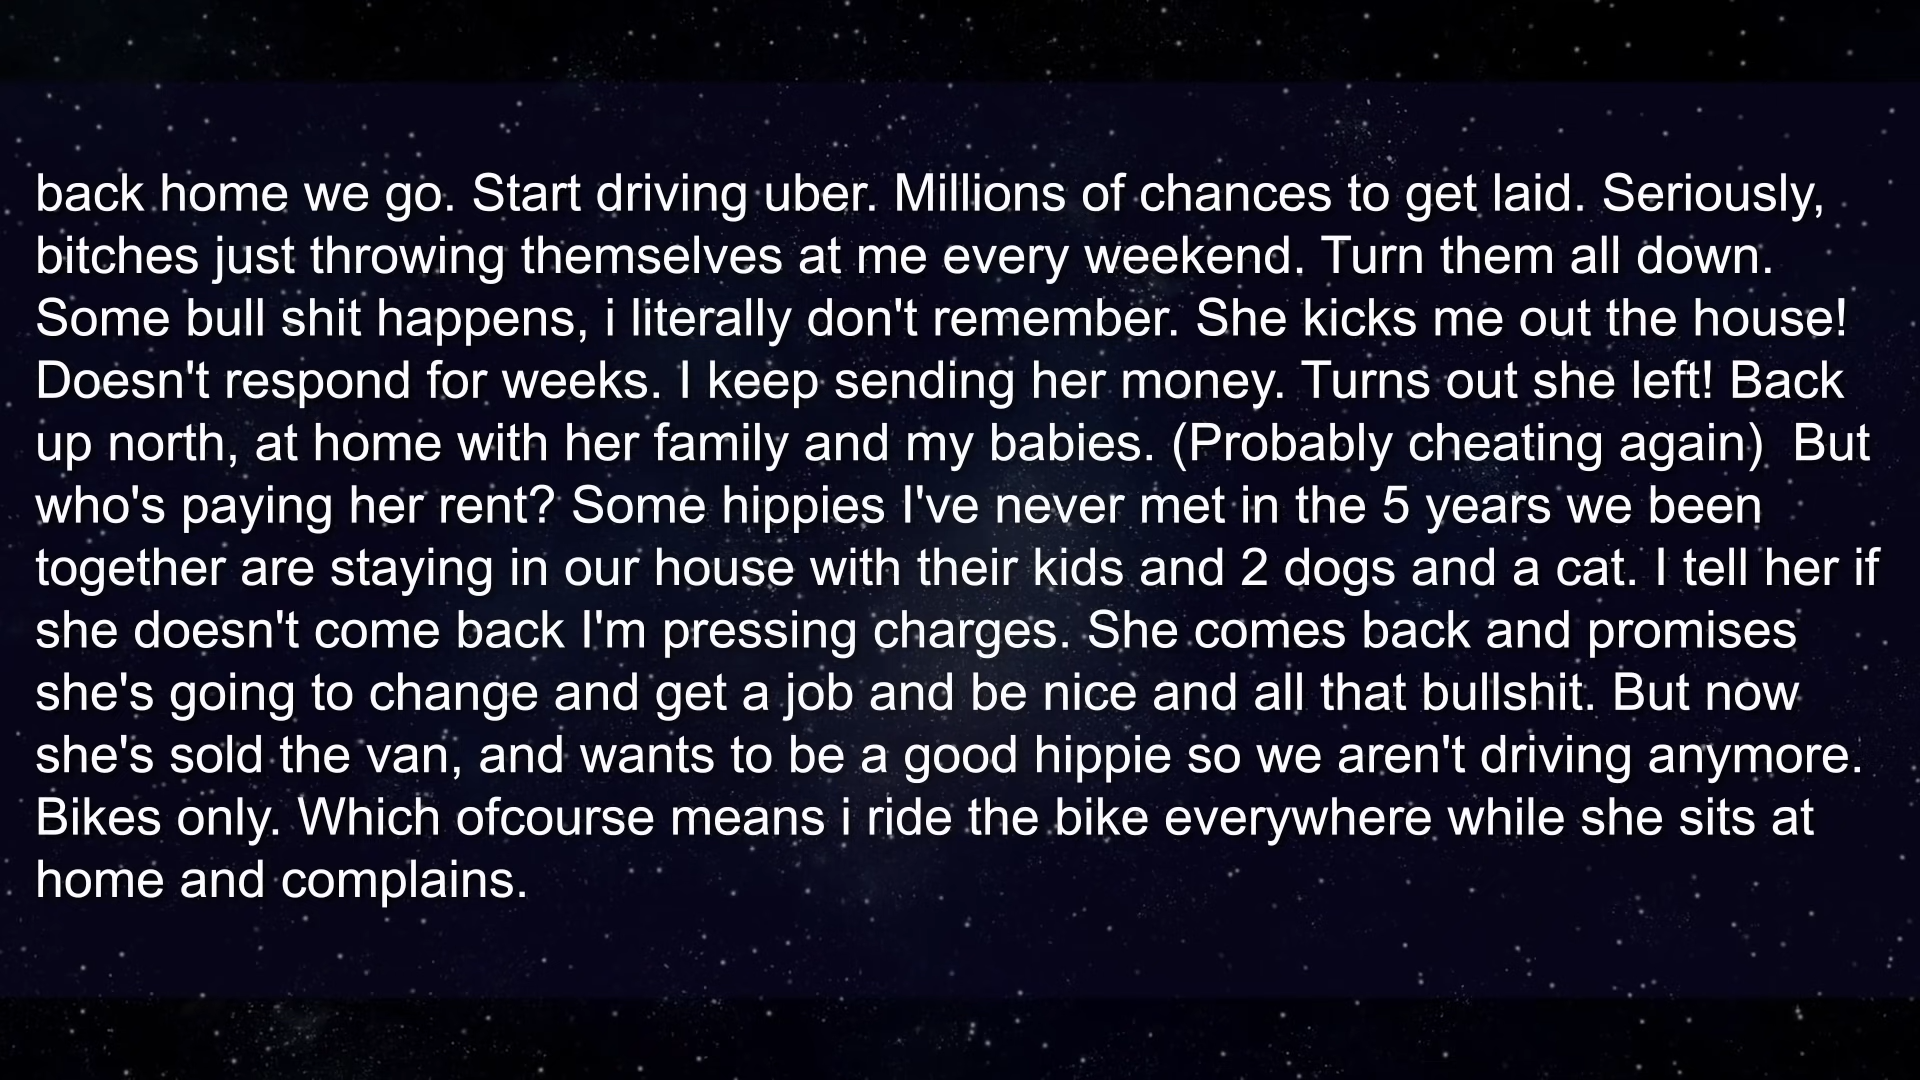 back home we go. Start driving uber. Millions of chances to get laid. Seriously,
bitches just throwing themselves at me every weekend. Turn them all down.
Some bull shit happens, i literally don't remember. She kicks me out the house!
Doesn't respond for weeks. I keep sending her money. Turns out she left! Back
up north, at home with her family and my babies. (Probably cheating again)  But
who's paying her rent? Some hippies I've never met in the 5 years we been
together are staying in our house with their kids and 2 dogs and a cat. I tell her if
she doesn't come back I'm pressing charges. She comes back and promises
she's going to change and get a job and be nice and all that bullshit. But now
she's sold the van, and wants to be a good hippie so we aren't driving anymore.
Bikes only. Which ofcourse means i ride the bike everywhere while she sits at
home and complains.